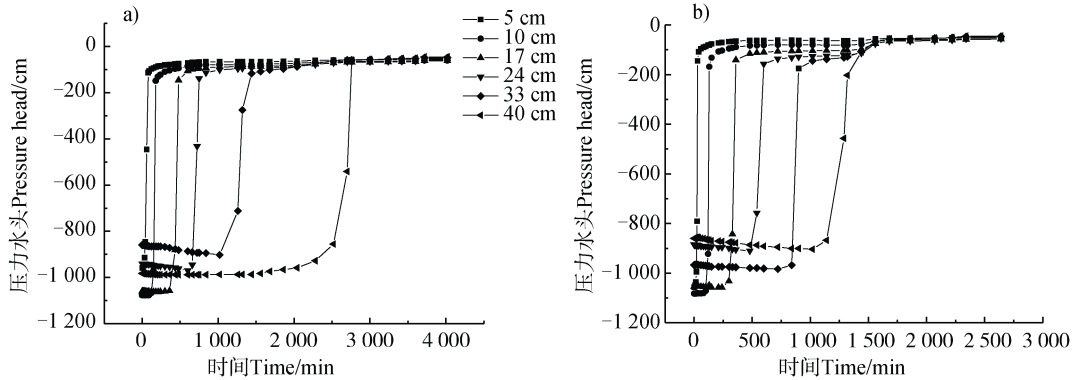 a)
0
−200
−400
−600
−800
−1 000
−1 200
压力水头Pressure head/cm
0
1 000
2 000
3 000
4 000
时间Time/min
5 cm
10 cm
17 cm
24 cm
33 cm
40 cm
b)
0
−200
−400
−600
−800
−1 000
−1 200
压力水头Pressure head/cm
0
500
1 000
1 500
2 000
2 500
3 000
时间Time/min